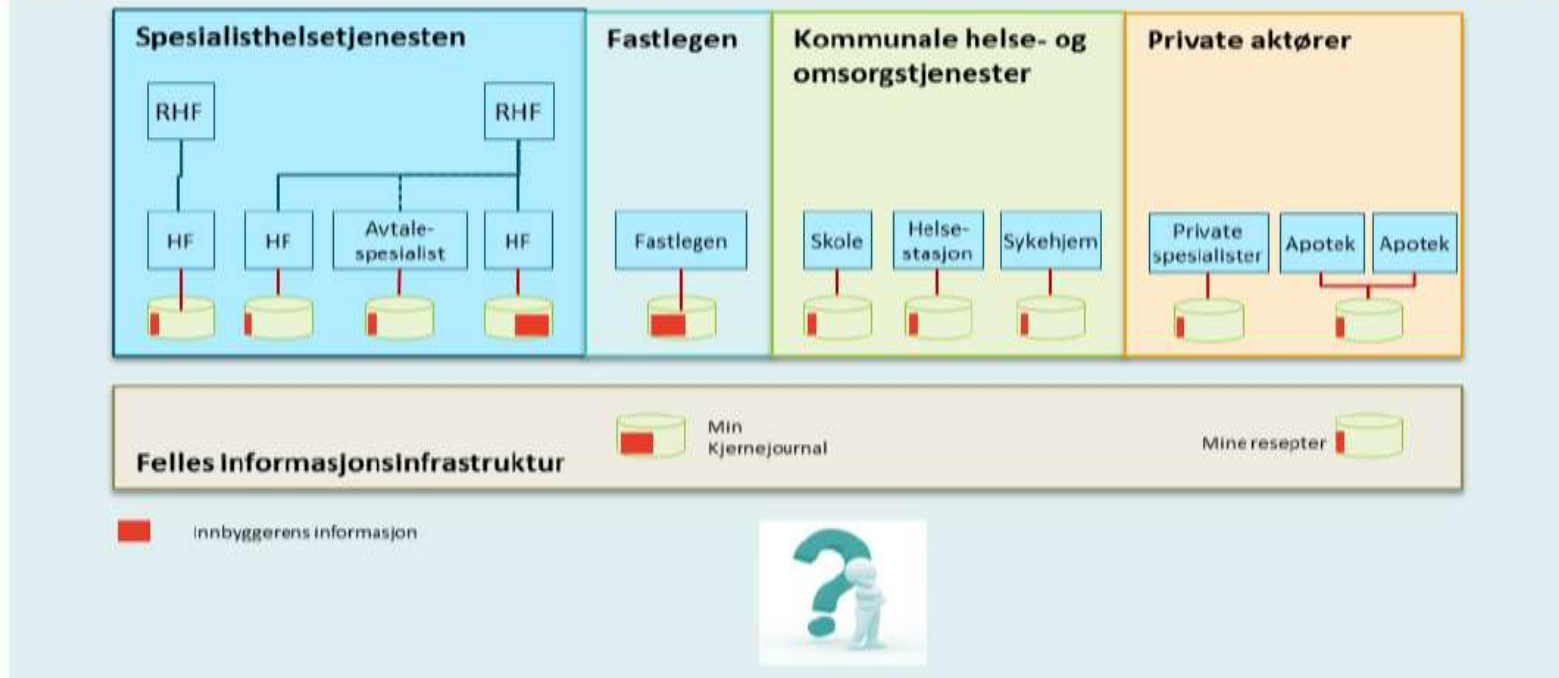 Spesialisthelsetjenesten
RHF
RHF
HF
HF
Avtale-
spesialist
HF
Fastlegen
Fastlegen
Kommunale helse- og
omsorgstjenester
Skole
Helse-
stasjon
Sykehjem
Private aktører
Private
spesialister
Apotek
Apotek
Felles Informasjonsinfrastruktur
Min
Kjernejournal
Mine resepter
Innbyggerens informasjon
?